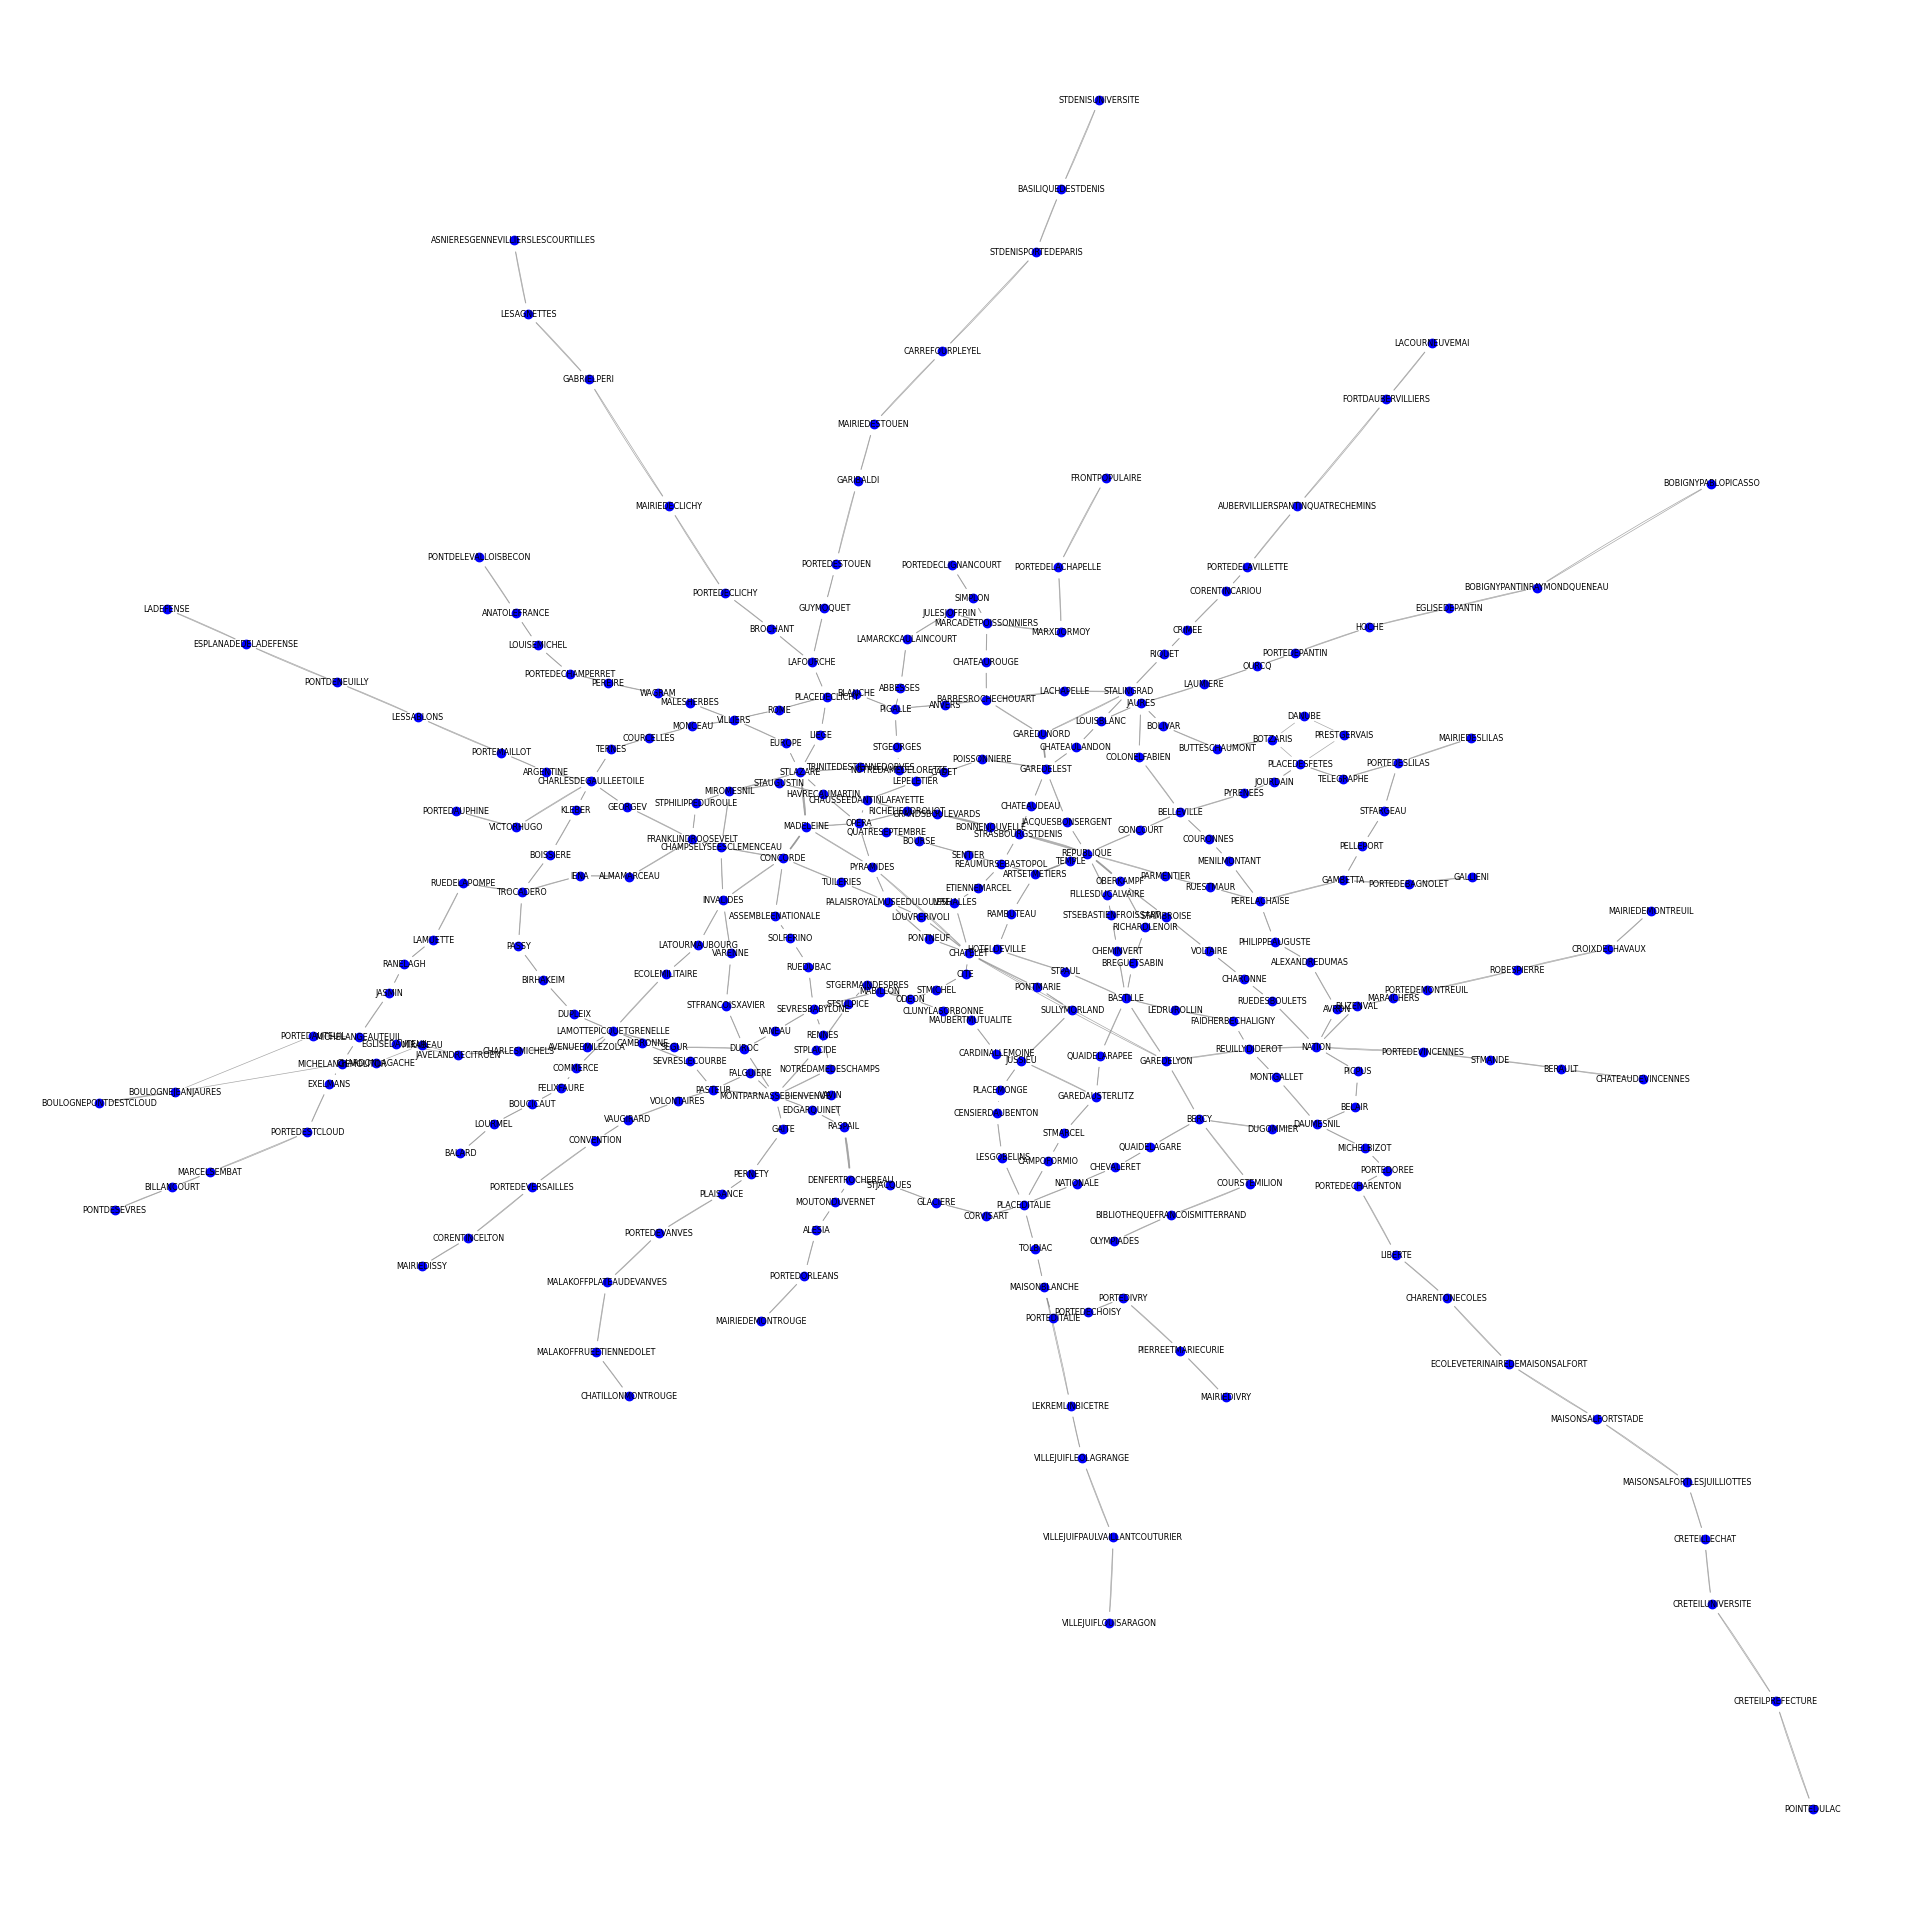 STDENISUNIVERSITE
BASILIQUEDESTDENIS
ASNIERESGENNEVILLIERSLESCOURTILLES
STDENISPORTEDEPARIS
LESAGNETTES
LACOURNEUVEMAI
CARREFOURPLEYEL
GABRIELPERI
FORTDAUBERVILLIERS
MAIRIEDESTOUEN
FRONTPOPULAIRE
GARIBALDI
BOBIGNYPABLOPICASSO
MAIRIEDECLICHY
AUBERVILLIERSPANTINQUATRECHEMINS
PONTDELEVALLOISBECON
PORTEDESTOUEN
PORTEDECLIGNANCOURT
PORTEDELACHAPELLE
PORTEDELAVILLETTE
BOBIGNYPANTINRAYMONDQUENEAU
PORTEDECLICHY
CORENTINCARIOU
SIMPLON
LADEFENSE
GUYMOQUET
EGLISEDEPANTIN
ANATOLEFRANCE
JULESJOFFRIN
MARCADETPOISSONNIERS
BROCHANT
MARXDORMOY
CRIMEE
HOCHE
LAMARCKCAULAINCOURT
ESPLANADEDELADEFENSE
LOUISEMICHEL
RIQUET
PORTEDEPANTIN
LAFOURCHE
CHATEAUROUGE
OURCQ
PORTEDECHAMPERRET
PONTDENEUILLY
PEREIRE
LAUMIERE
ABBESSES
WAGRAM
BLANCHE
LACHAPELLE
STALINGRAD
PLACEDECLICHY
BARBESROCHECHOUART
MALESHERBES
JAURES
ANVERS
PIGALLE
ROME
LESSABLONS
VILLIERS
LOUISBLANC
DANUBE
MONCEAU
BOLIVAR
LIEGE
GAREDUNORD
PRESTGERVAIS
COURCELLES
MAIRIEDESLILAS
EUROPE
BOTZARIS
TERNES
STGEORGES
CHATEAULANDON
BUTTESCHAUMONT
PORTEMAILLOT
POISSONNIERE
COLONELFABIEN
PORTEDESLILAS
PLACEDESFETES
TRINITEDESTIENNEDORVES
NOTREDAMEDELORETTE
CADET
GAREDELEST
ARGENTINE
STLAZARE
CHARLESDEGAULLEETOILE
STAUGUSTIN
LEPELETIER
JOURDAIN
TELEGRAPHE
MIROMESNIL
HAVRECAUMARTIN
PYRENEES
CHAUSSEEDANTINLAFAYETTE
STPHILIPPEDUROULE
CHATEAUDEAU
GEORGEV
KLEBER
PORTEDAUPHINE
RICHELIEUDROUOT
GRANDSBOULEVARDS
BELLEVILLE
STFARGEAU
JACQUESBONSERGENT
OPERA
VICTORHUGO
MADELEINE
BONNENOUVELLE
QUATRESEPTEMBRE
STRASBOURGSTDENIS
GONCOURT
FRANKLINDROOSEVELT
BOURSE
COURONNES
CHAMPSELYSEESCLEMENCEAU
PELLEPORT
SENTIER
REPUBLIQUE
BOISSIERE
CONCORDE
TEMPLE
MENILMONTANT
REAUMURSEBASTOPOL
PYRAMIDES
ARTSETMETIERS
IENA
ALMAMARCEAU
PARMENTIER
GALLIENI
RUEDELAPOMPE
TUILERIES
OBERKAMPF
GAMBETTA
PORTEDEBAGNOLET
ETIENNEMARCEL
RUESTMAUR
TROCADERO
FILLESDUCALVAIRE
INVALIDES
PALAISROYALMUSEEDULOUVRE
LESHALLES
PERELACHAISE
MAIRIEDEMONTREUIL
ASSEMBLEENATIONALE
LOUVRERIVOLI
RAMBUTEAU
STSEBASTIENFROISSART
STAMBROISE
RICHARDLENOIR
LAMUETTE
SOLFERINO
PONTNEUF
PHILIPPEAUGUSTE
PASSY
LATOURMAUBOURG
HOTELDEVILLE
CROIXDECHAVAUX
VARENNE
CHATELET
CHEMINVERT
VOLTAIRE
RANELAGH
BREGUETSABIN
ALEXANDREDUMAS
RUEDUBAC
ECOLEMILITAIRE
CITE
STPAUL
ROBESPIERRE
BIRHAKEIM
CHARONNE
STGERMAINDESPRES
PONTMARIE
JASMIN
MABILLON
STMICHEL
PORTEDEMONTREUIL
MARAICHERS
BASTILLE
ODEON
RUEDESBOULETS
STSULPICE
STFRANCOISXAVIER
BUZENVAL
AVRON
SEVRESBABYLONE
CLUNYLASORBONNE
SULLYMORLAND
LEDRUROLLIN
DUPLEIX
MAUBERTMUTUALITE
FAIDHERBECHALIGNY
LAMOTTEPICQUETGRENELLE
VANEAU
RENNES
PORTEDAUTEUIL
MICHELANGEAUTEUIL
EGLISEDAUTEUIL
MIRABEAU
CAMBRONNE
AVENUEEMILEZOLA
SEGUR
DUROC
STPLACIDE
REUILLYDIDEROT
NATION
CHARLESMICHELS
JAVELANDRECITROEN
CARDINALLEMOINE
QUAIDELARAPEE
PORTEDEVINCENNES
SEVRESLECOURBE
JUSSIEU
GAREDELYON
STMANDE
MICHELANGEMOLITOR
CHARDONLAGACHE
COMMERCE
NOTREDAMEDESCHAMPS
BERAULT
FALGUIERE
PICPUS
MONTGALLET
CHATEAUDEVINCENNES
EXELMANS
FELIXFAURE
PASTEUR
PLACEMONGE
BOULOGNEJEANJAURES
MONTPARNASSEBIENVENUE
VAVIN
GAREDAUSTERLITZ
BOULOGNEPONTDESTCLOUD
BOUCICAUT
VOLONTAIRES
EDGARQUINET
CENSIERDAUBENTON
BELAIR
VAUGIRARD
BERCY
LOURMEL
RASPAIL
DAUMESNIL
GAITE
DUGOMMIER
PORTEDESTCLOUD
STMARCEL
CONVENTION
QUAIDELAGARE
MICHELBIZOT
BALARD
LESGOBELINS
CAMPOFORMIO
CHEVALERET
MARCELSEMBAT
PERNETY
PORTEDOREE
DENFERTROCHEREAU
STJACQUES
NATIONALE
COURSTEMILION
BILLANCOURT
PORTEDEVERSAILLES
PORTEDECHARENTON
PLAISANCE
MOUTONDUVERNET
GLACIERE
PLACEDITALIE
PONTDESEVRES
CORVISART
BIBLIOTHEQUEFRANCOISMITTERRAND
ALESIA
PORTEDEVANVES
CORENTINCELTON
OLYMPIADES
TOLBIAC
LIBERTE
MAIRIEDISSY
PORTEDORLEANS
MALAKOFFPLATEAUDEVANVES
MAISONBLANCHE
PORTEDIVRY
CHARENTONECOLES
PORTEDECHOISY
PORTEDITALIE
MAIRIEDEMONTROUGE
PIERREETMARIECURIE
MALAKOFFRUEETIENNEDOLET
ECOLEVETERINAIREDEMAISONSALFORT
CHATILLONMONTROUGE
MAIRIEDIVRY
LEKREMLINBICETRE
MAISONSALFORTSTADE
VILLEJUIFLEOLAGRANGE
MAISONSALFORTLESJUILLIOTTES
VILLEJUIFPAULVAILLANTCOUTURIER
CRETEILLECHAT
CRETEILUNIVERSITE
VILLEJUIFLOUISARAGON
CRETEILPREFECTURE
POINTEDULAC